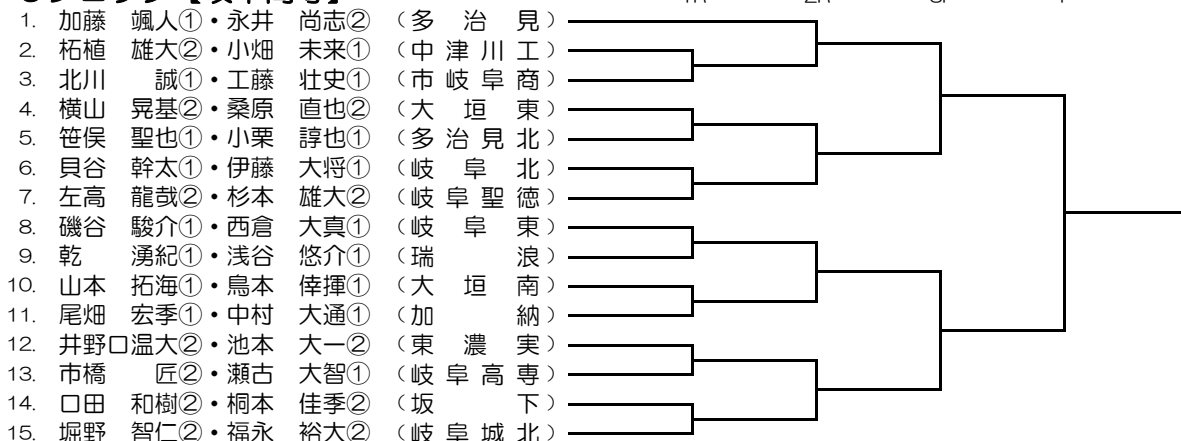 1. 加藤 颯人①・永井 尚志② （多治見）
2. 柘植 雄大②・小畑 未来① （中津川工）
3. 北川 誠①・工藤 壮史① （市岐阜商）
4. 横山 晃基②・桑原 直也② （大垣東）
5. 笹俣 聖也①・小栗 諄也① （多治見北）
6. 貝谷 幹太①・伊藤 大将① （岐阜北）
7. 左高 龍哉②・杉本 雄大② （岐阜聖徳）
8. 磯谷 駿介①・西倉 大真① （岐阜東）
9. 乾 湧紀①・浅谷 悠介① （瑞浪）
10. 山本 拓海①・鳥本 倖揮① （大垣南）
11. 尾畑 宏季①・中村 大通① （加納）
12. 井野口温大②・池本 大一② （東濃実）
13. 市橋 匠②・瀬古 大智① （岐阜高専）
14. 口田 和樹②・桐本 佳季② （坂下）
15. 堀野 智仁②・福永 裕大② （岐阜城北）